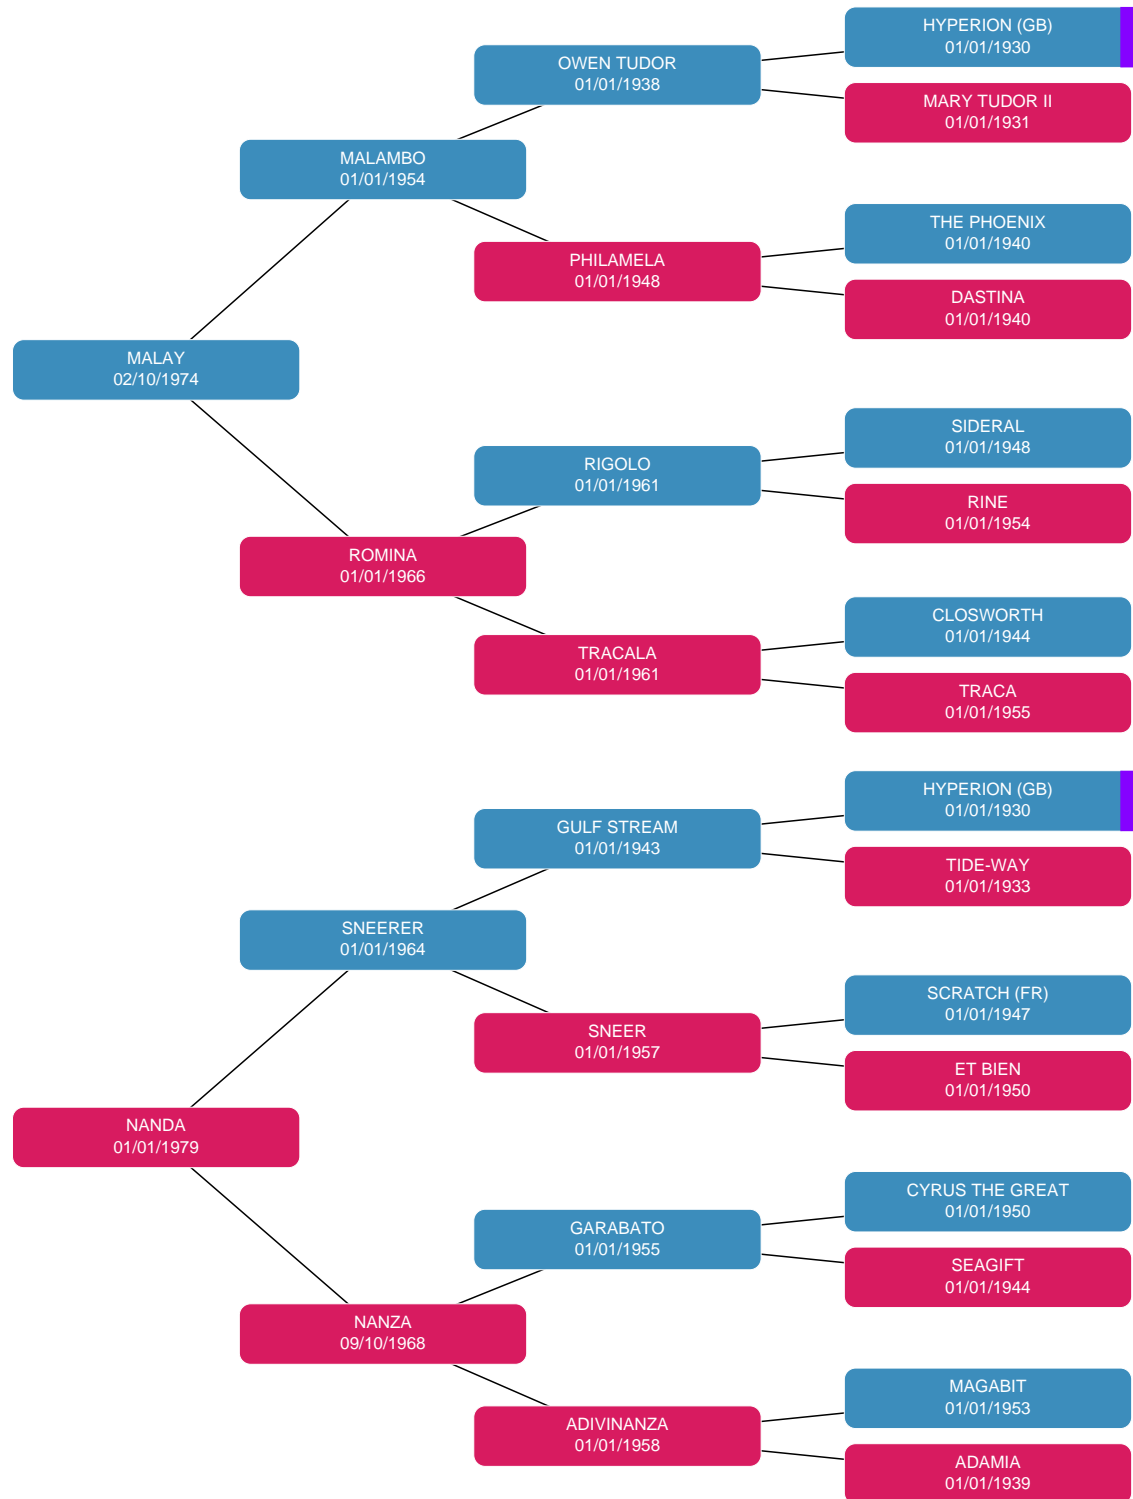 HYPERION (GB)
01/01/1930
OWEN TUDOR
01/01/1938
MARY TUDOR II
01/01/1931
MALAMBO
01/01/1954
THE PHOENIX
01/01/1940
PHILAMELA
01/01/1948
DASTINA
01/01/1940
MALAY
02/10/1974
SIDERAL
01/01/1948
RIGOLO
01/01/1961
RINE
01/01/1954
ROMINA
01/01/1966
CLOSWORTH
01/01/1944
TRACALA
01/01/1961
TRACA
01/01/1955
HYPERION (GB)
01/01/1930
GULF STREAM
01/01/1943
TIDE-WAY
01/01/1933
SNEERER
01/01/1964
SCRATCH (FR)
01/01/1947
SNEER
01/01/1957
ET BIEN
01/01/1950
NANDA
01/01/1979
CYRUS THE GREAT
01/01/1950
GARABATO
01/01/1955
SEAGIFT
01/01/1944
NANZA
09/10/1968
MAGABIT
01/01/1953
ADIVINANZA
01/01/1958
ADAMIA
01/01/1939